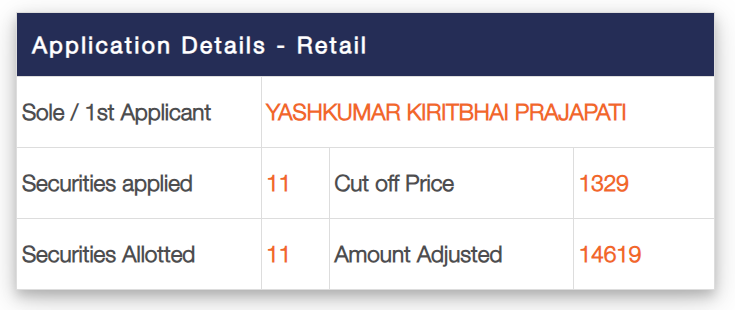 Application Details - Retail
Sole / 1st Applicant YASHKUMAR KIRITBHAI PRAJAPATI
Securities applied 11 Cut off Price 1329
Securities Allotted 11 Amount Adjusted 14619